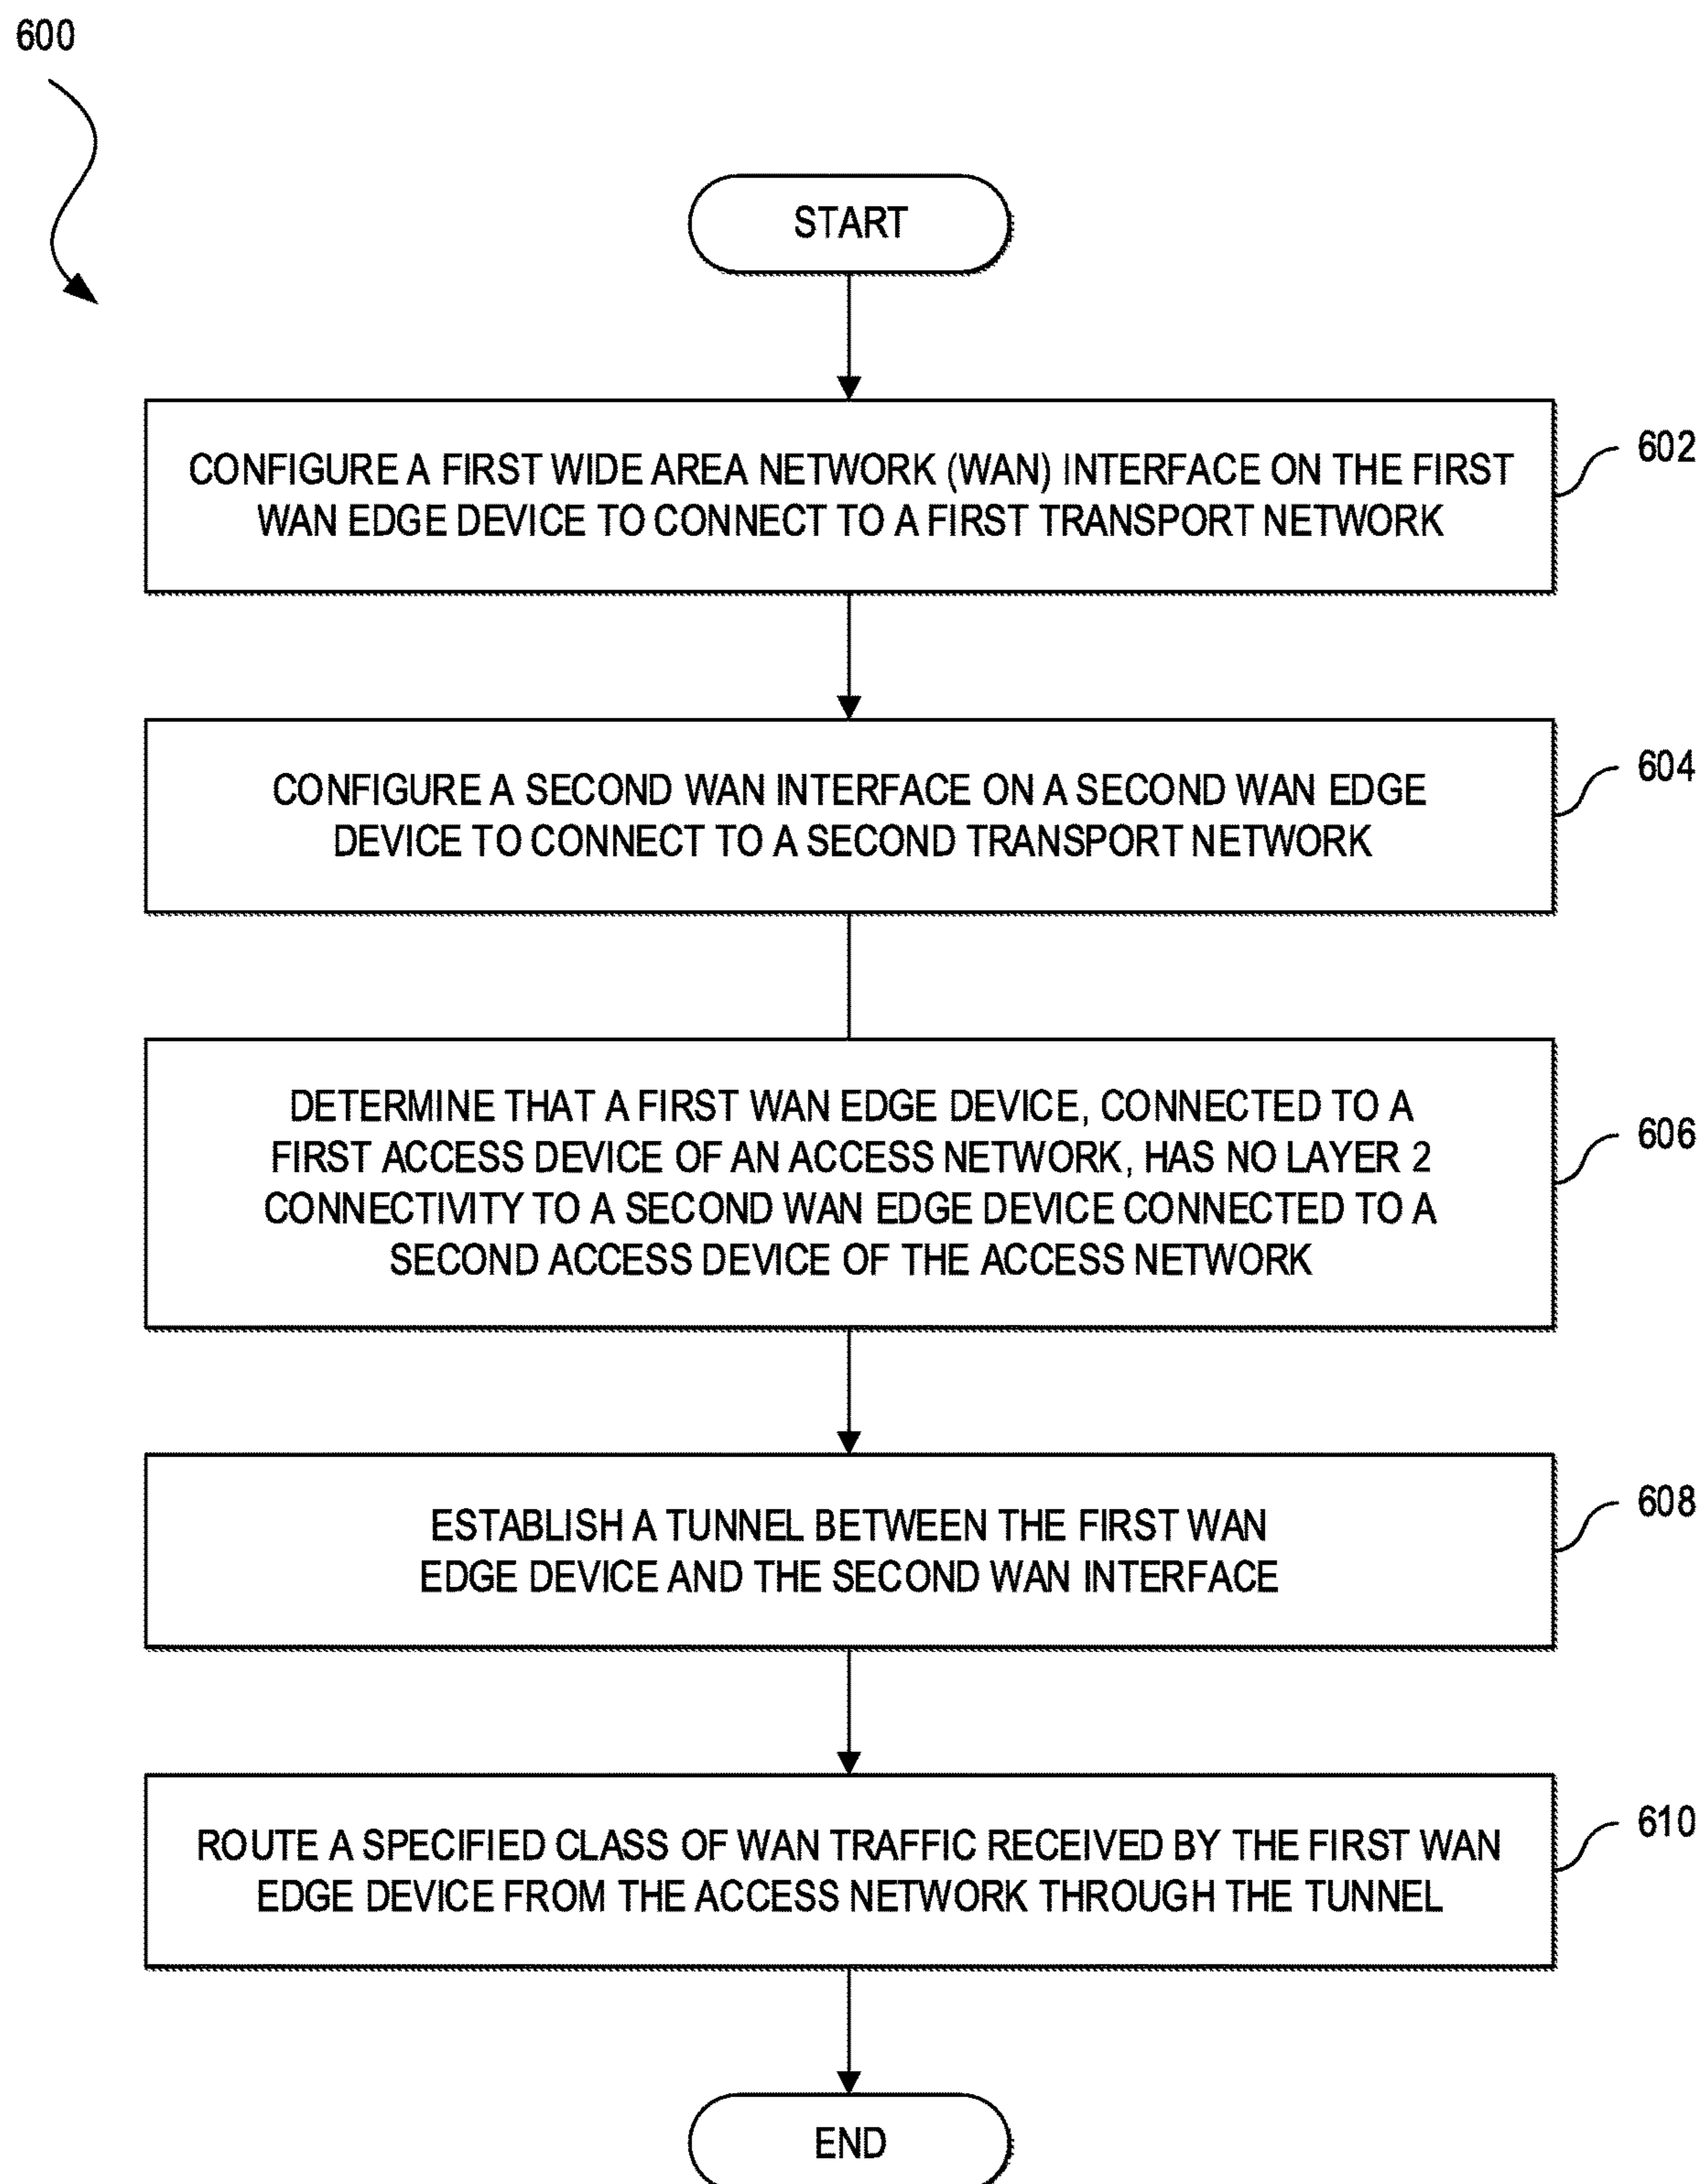 600
START
CONFIGURE A FIRST WIDE AREA NETWORK (WAN) INTERFACE ON THE FIRST
WAN EDGE DEVICE TO CONNECT TO A FIRST TRANSPORT NETWORK
602
CONFIGURE A SECOND WAN INTERFACE ON A SECOND WAN EDGE
DEVICE TO CONNECT TO A SECOND TRANSPORT NETWORK
604
DETERMINE THAT A FIRST WAN EDGE DEVICE, CONNECTED TO A
FIRST ACCESS DEVICE OF AN ACCESS NETWORK, HAS NO LAYER 2
CONNECTIVITY TO A SECOND WAN EDGE DEVICE CONNECTED TO A
SECOND ACCESS DEVICE OF THE ACCESS NETWORK
606
ESTABLISH A TUNNEL BETWEEN THE FIRST WAN
EDGE DEVICE AND THE SECOND WAN INTERFACE
608
ROUTE A SPECIFIED CLASS OF WAN TRAFFIC RECEIVED BY THE FIRST WAN
EDGE DEVICE FROM THE ACCESS NETWORK THROUGH THE TUNNEL
610
END